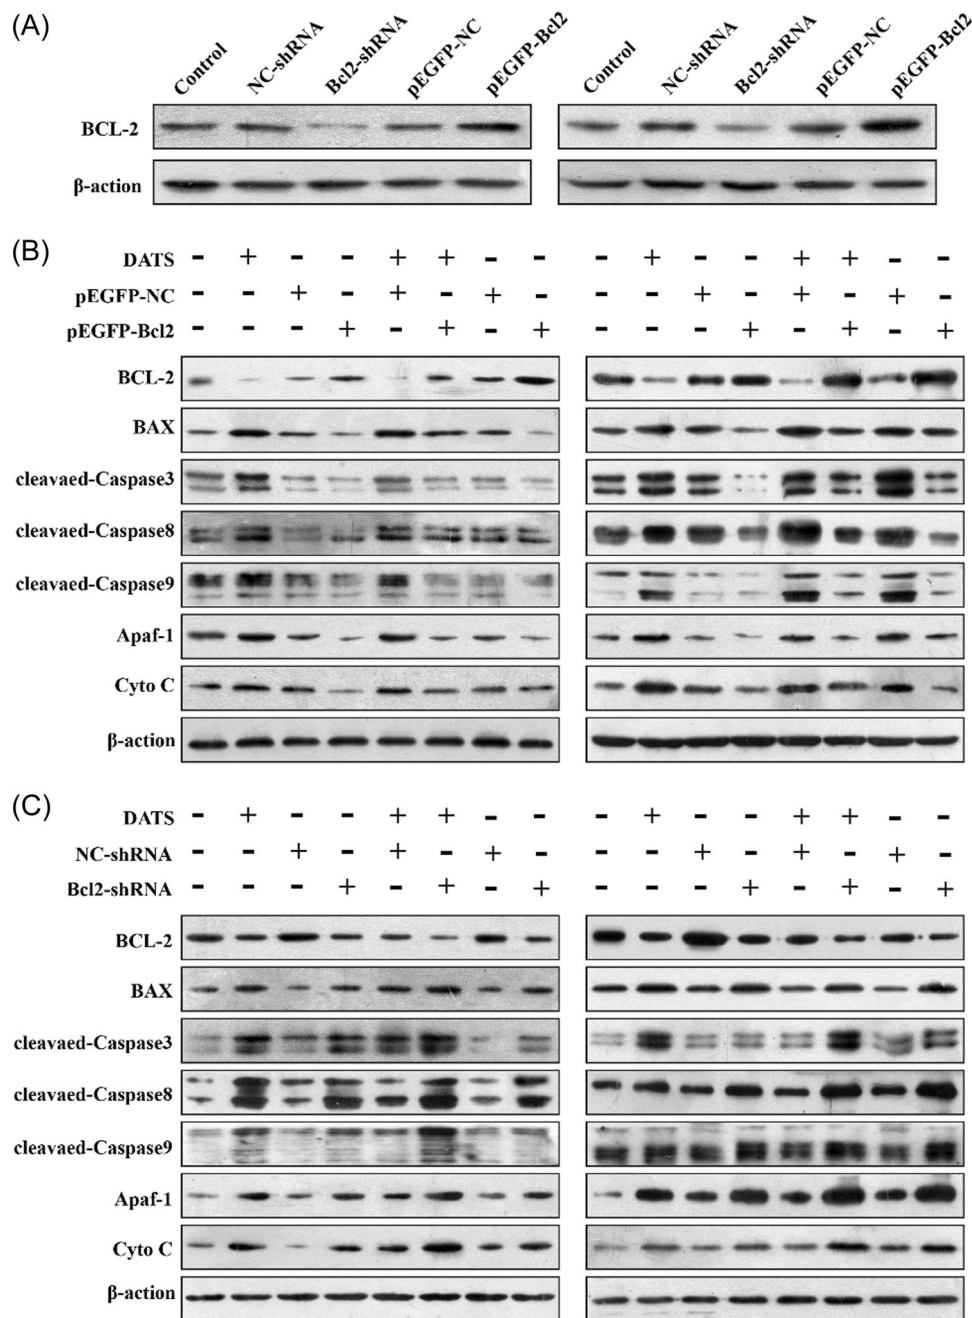 (A)
Control NC-shRNA Bcl2-shRNA pEGFP-NC pEGFP-Bcl2 Control NC-shRNA Bcl2-shRNA pEGFP-NC pEGFP-Bcl2
BCL-2
β-action
(B)
DATS - + - - + + - - - + - - + + - -
pEGFP-NC - - + - + - + - - - + - + - + -
pEGFP-Bcl2 - - - + - + - + - - - + - + - +
BCL-2
BAX
cleavaed-Caspase3
cleavaed-Caspase8
cleavaed-Caspase9
Apaf-1
Cyto C
β-action
(C)
DATS - + - - + + - - - + - - + + - -
NC-shRNA - - + - + - + - - - + - + - + -
Bcl2-shRNA - - - + - + - + - - - + - + - +
BCL-2
BAX
cleavaed-Caspase3
cleavaed-Caspase8
cleavaed-Caspase9
Apaf-1
Cyto C
β-action